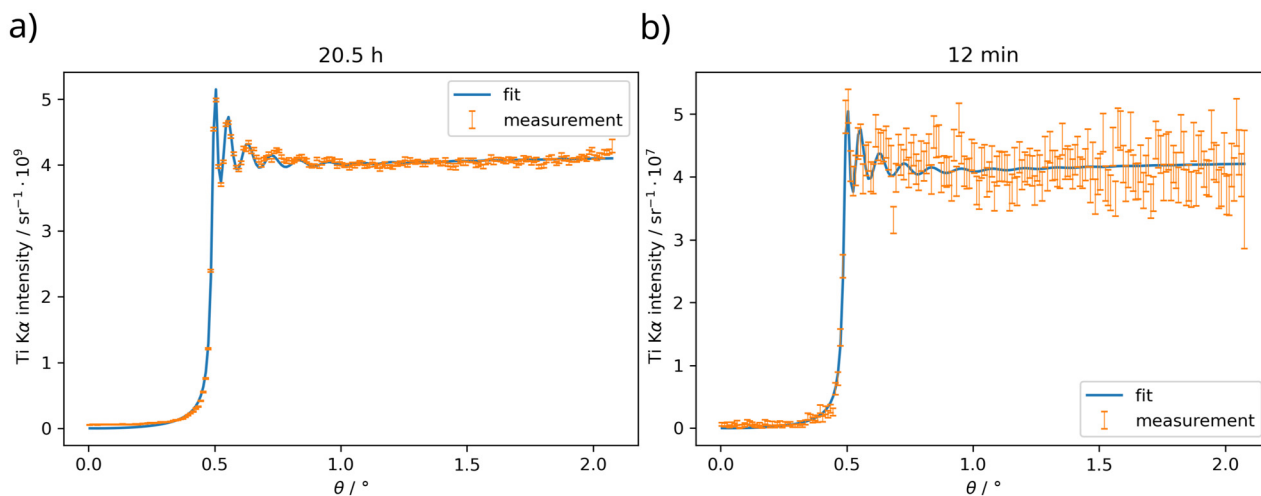 a)
20.5 h
Ti Kα intensity / sr⁻¹ · 10⁹
5
4
3
2
1
0
0.0 0.5 1.0 1.5 2.0
θ / °
fit
measurement
b)
12 min
Ti Kα intensity / sr⁻¹ · 10⁷
5
4
3
2
1
0
0.0 0.5 1.0 1.5 2.0
θ / °
fit
measurement